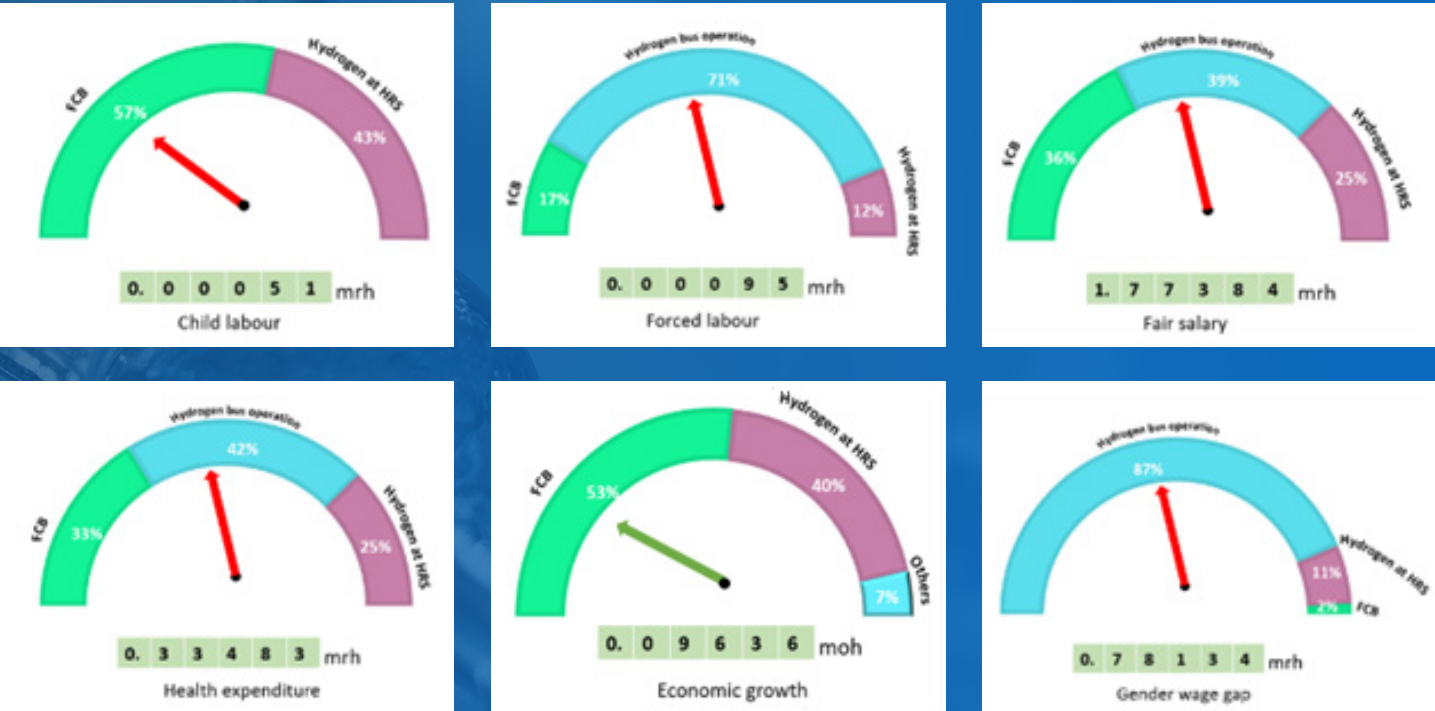 Hydrogen at HRS
FCB
57%
43%
0. 0 0 0 5 1 mrh
Child labour
Hydrogen bus operation
71%
FCB
17%
Hydrogen at HRS
12%
0. 0 0 0 9 5 mrh
Forced labour
Hydrogen bus operation
39%
FCB
36%
Hydrogen at HRS
25%
1. 7 7 3 8 4 mrh
Fair salary
Hydrogen bus operation
42%
FCB
33%
Hydrogen at HRS
25%
0. 3 3 4 8 3 mrh
Health expenditure
Hydrogen at HRS
FCB
53%
40%
Others
7%
0. 0 9 6 3 6 moh
Economic growth
Hydrogen bus operation
87%
Hydrogen at HRS
11%
2%
FCB
0. 7 8 1 3 4 mrh
Gender wage gap